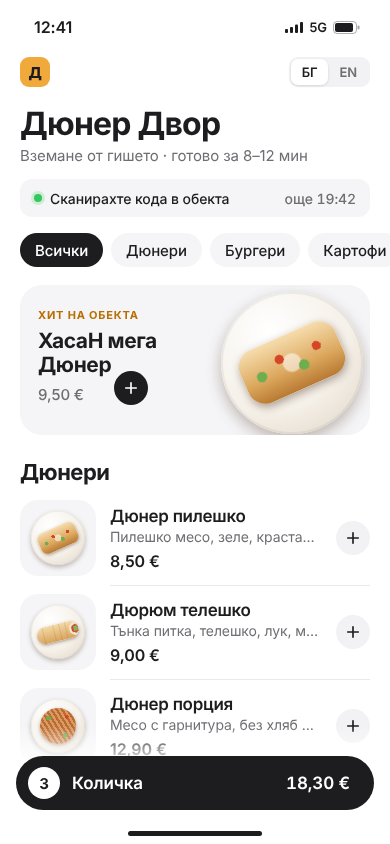 12:41
5G
Д
БГ
EN
Дюнер Двор
Вземане от гишето · готово за 8–12 мин
Сканирахте кода в обекта
още 19:42
Всички
Дюнери
Бургери
Картофи
ХИТ НА ОБЕКТА
ХасаН мега
Дюнер
9,50 €
Дюнери
Дюнер пилешко
Пилешко месо, зеле, краста...
8,50 €
Дюрюм телешко
Тънка питка, телешко, лук, м...
9,00 €
Дюнер порция
Месо с гарнитура, без хляб ...
12,90 €
3
Количка
18,30 €